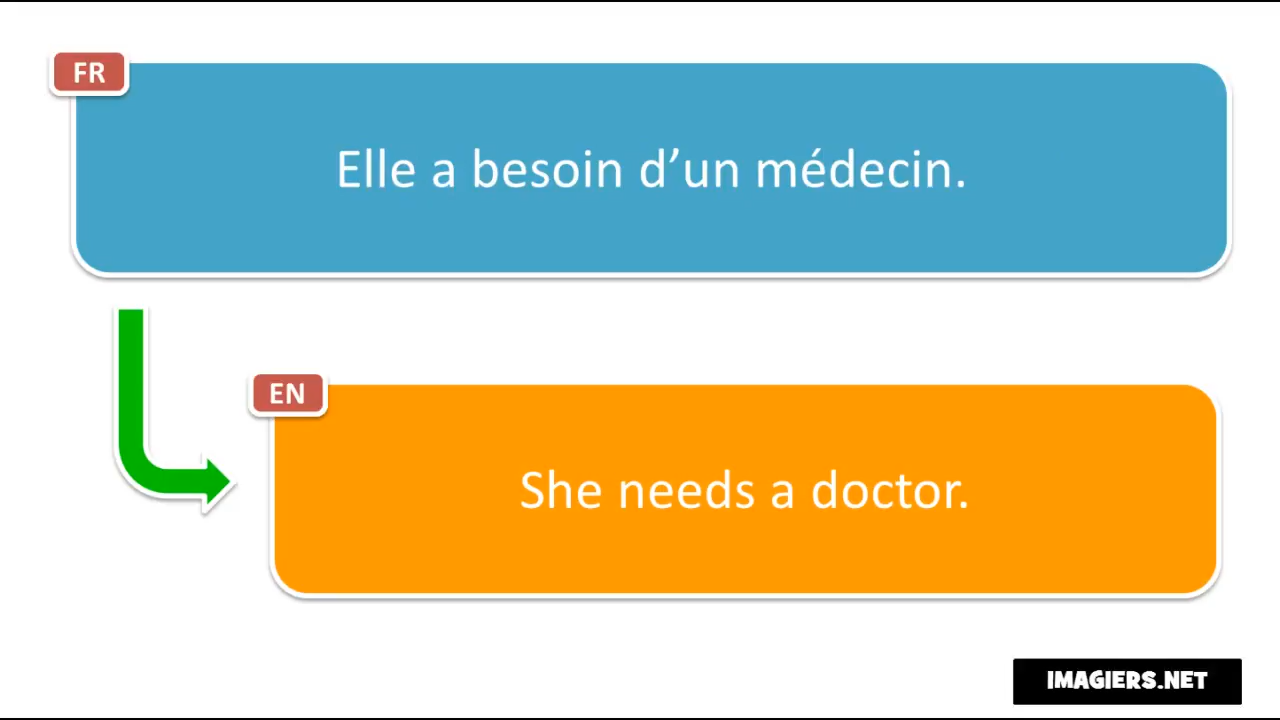 FR
Elle a besoin d’un médecin.
EN
She needs a doctor.
IMAGIERS.NET